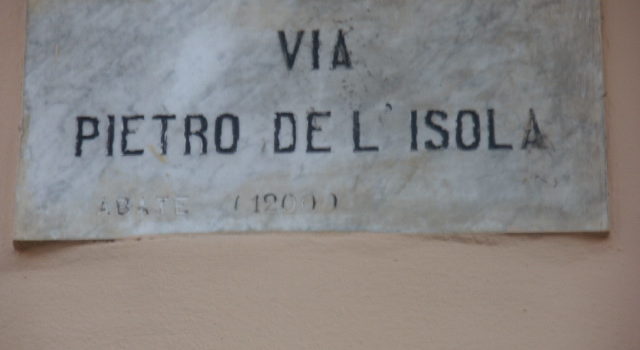 VIA
PIETRO DE L'ISOLA
ABATE (1200)